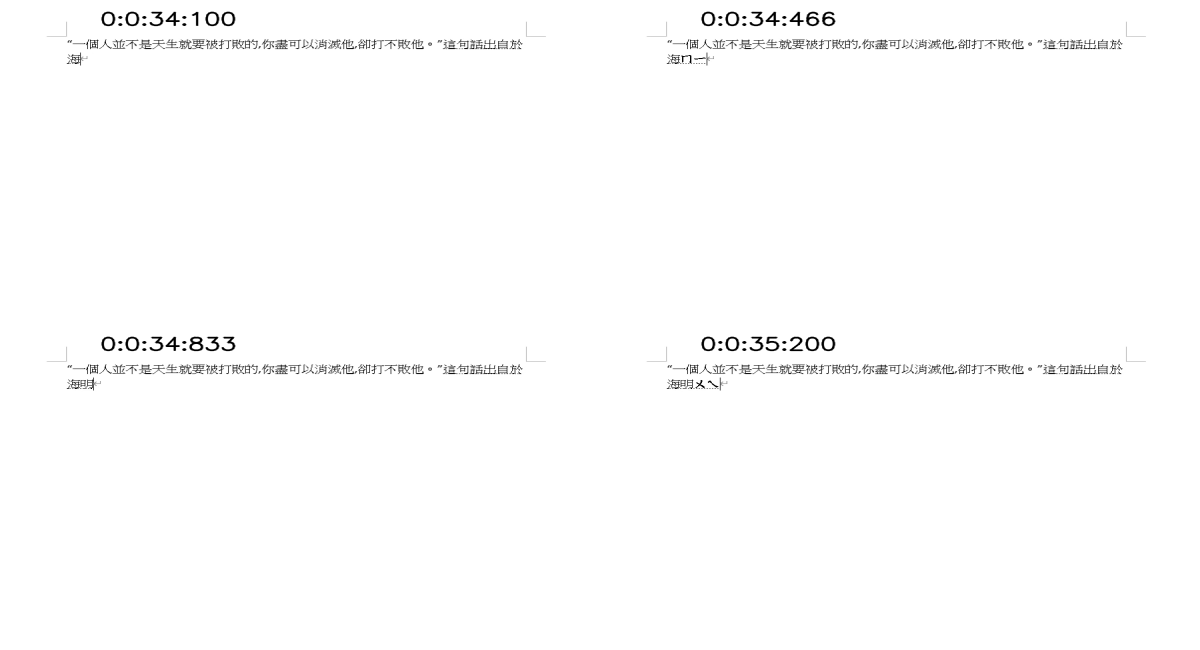 0:0:34:100
“一個人並不是天生就要被打敗的,你盡可以消滅他,卻打不敗他。”這句話出自於
海
0:0:34:466
“一個人並不是天生就要被打敗的,你盡可以消滅他,卻打不敗他。”這句話出自於
海ㄇㄧ
0:0:34:833
“一個人並不是天生就要被打敗的,你盡可以消滅他,卻打不敗他。”這句話出自於
海明
0:0:35:200
“一個人並不是天生就要被打敗的,你盡可以消滅他,卻打不敗他。”這句話出自於
海明ㄨㄟ